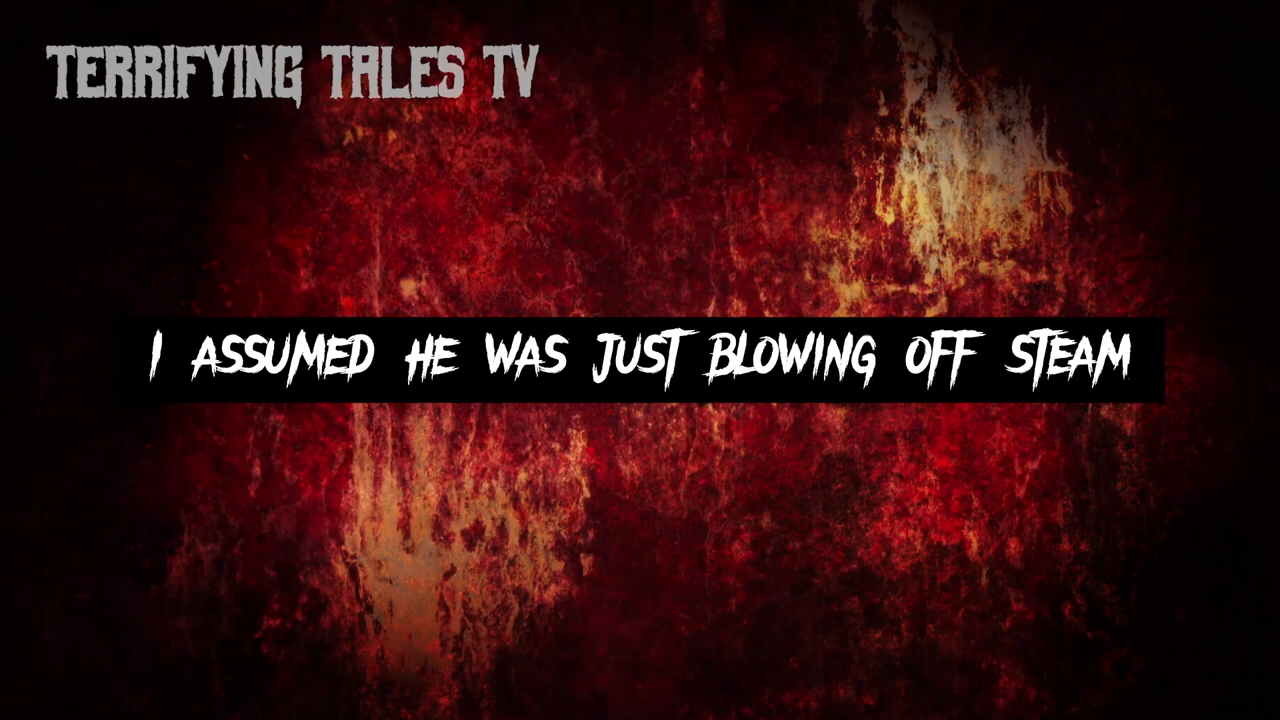 TERRIFYING TALES TV
I ASSUMED HE WAS JUST BLOWING OFF STEAM